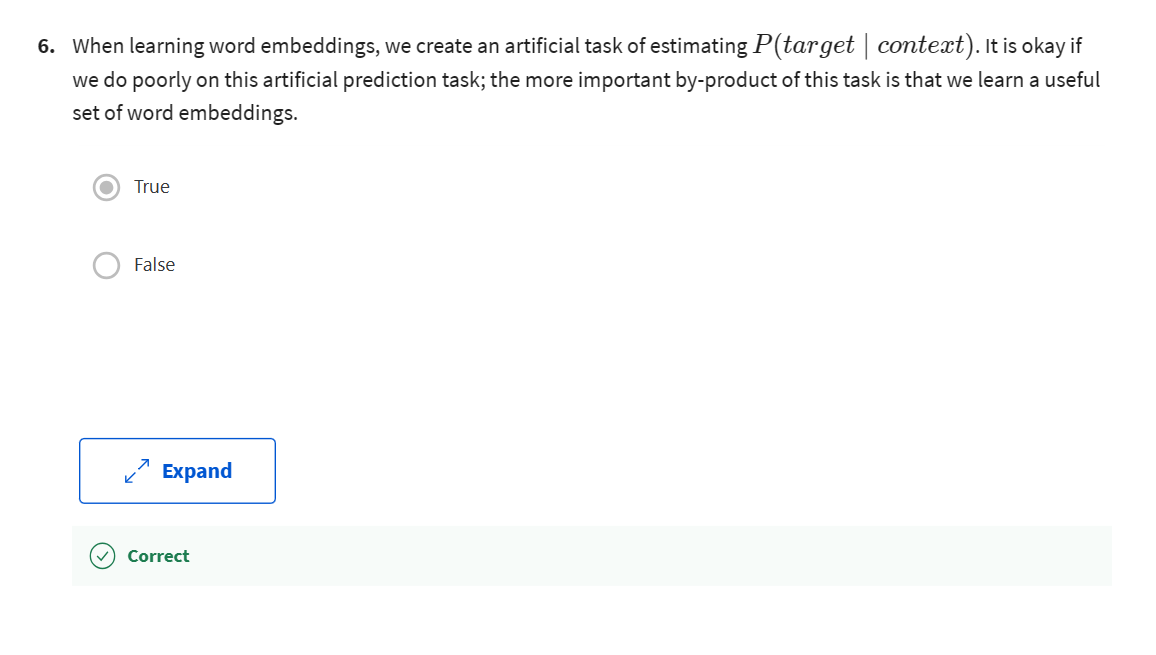 6. When learning word embeddings, we create an artificial task of estimating P(target | context). It is okay if
we do poorly on this artificial prediction task; the more important by-product of this task is that we learn a useful
set of word embeddings.
True
False
Expand
Correct